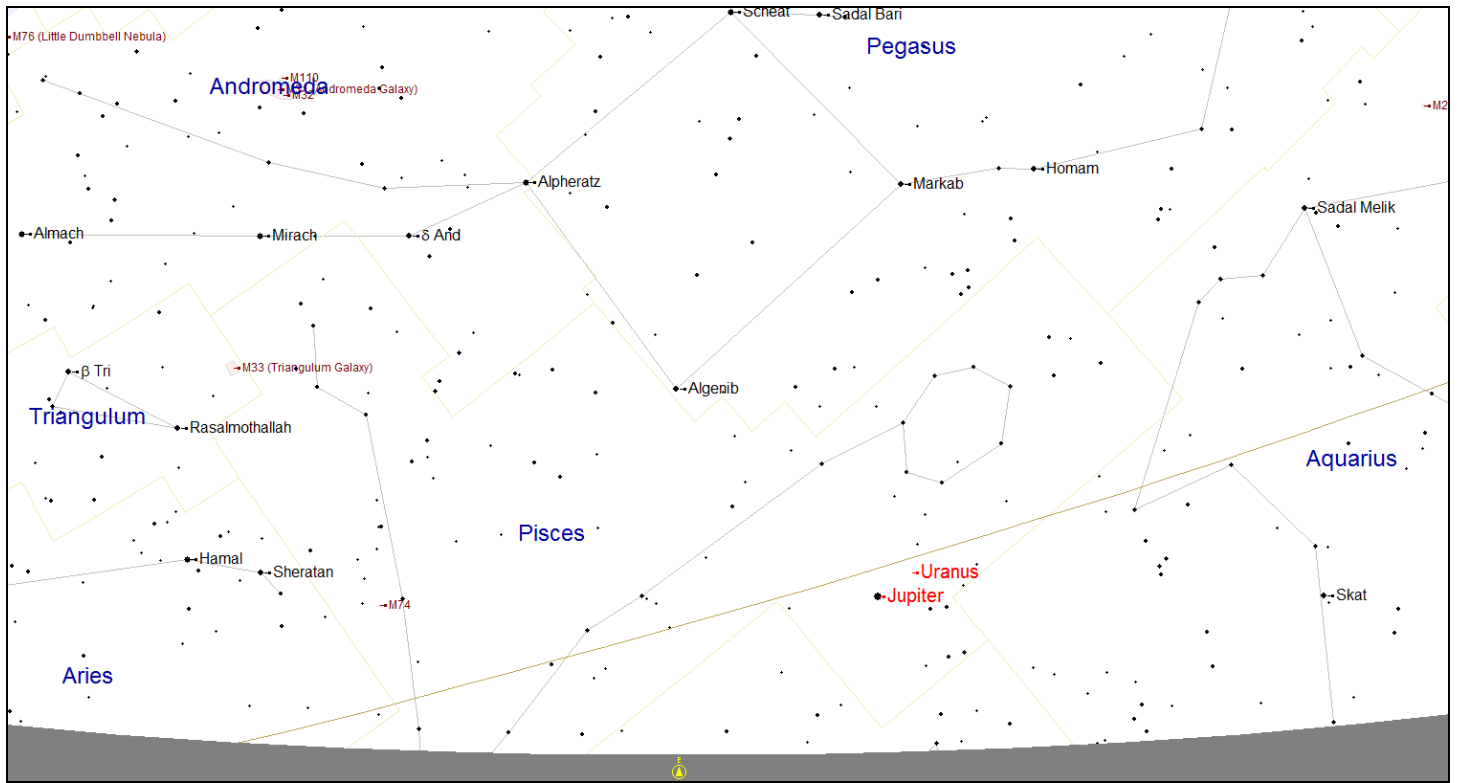 Scheat
Sadal Bari
M76 (Little Dumbbell Nebula)
Pegasus
M110
Andromeda
Andromeda Galaxy)
M32
M2
Alpheratz
Markab
Homam
Sadal Melik
Almach
Mirach
δ And
M33 (Triangulum Galaxy)
β Tri
Algenib
Triangulum
Rasalmothallah
Aquarius
Pisces
Hamal
Sheratan
Uranus
Jupiter
M74
Skat
Aries
E